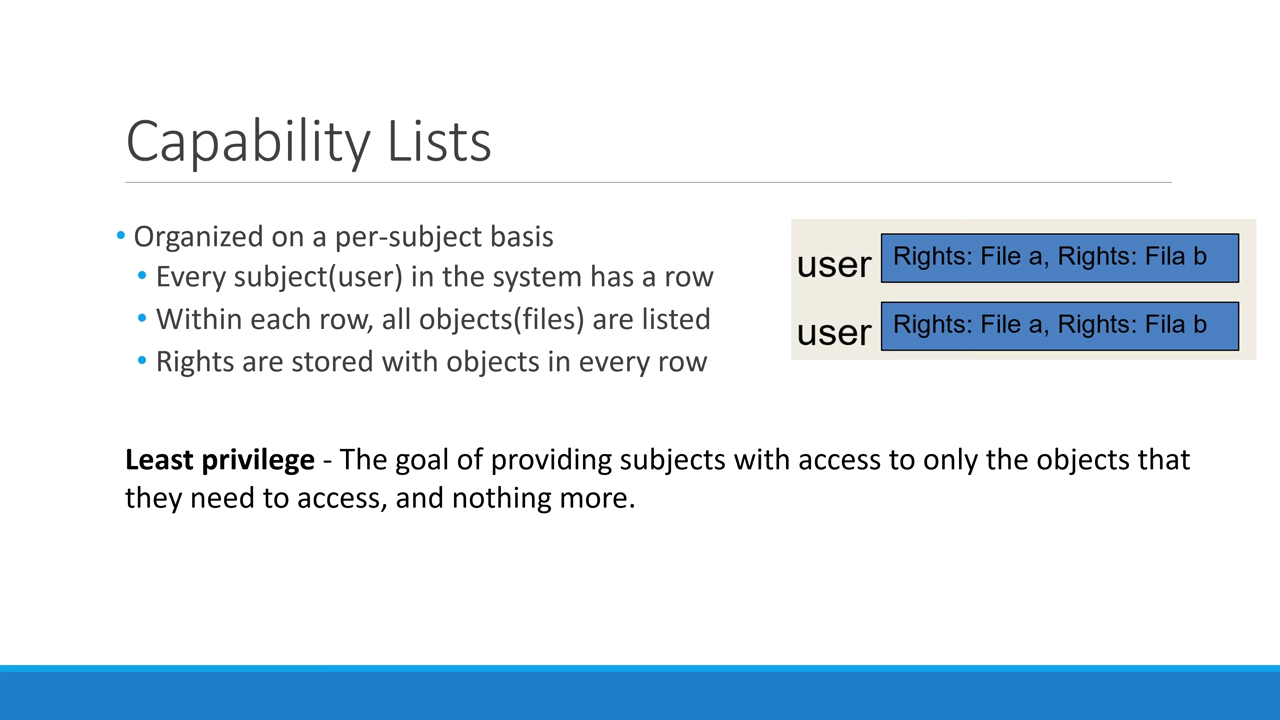 Capability Lists
• Organized on a per-subject basis
• Every subject(user) in the system has a row
• Within each row, all objects(files) are listed
• Rights are stored with objects in every row
user Rights: File a, Rights: Fila b
user Rights: File a, Rights: Fila b
Least privilege - The goal of providing subjects with access to only the objects that
they need to access, and nothing more.